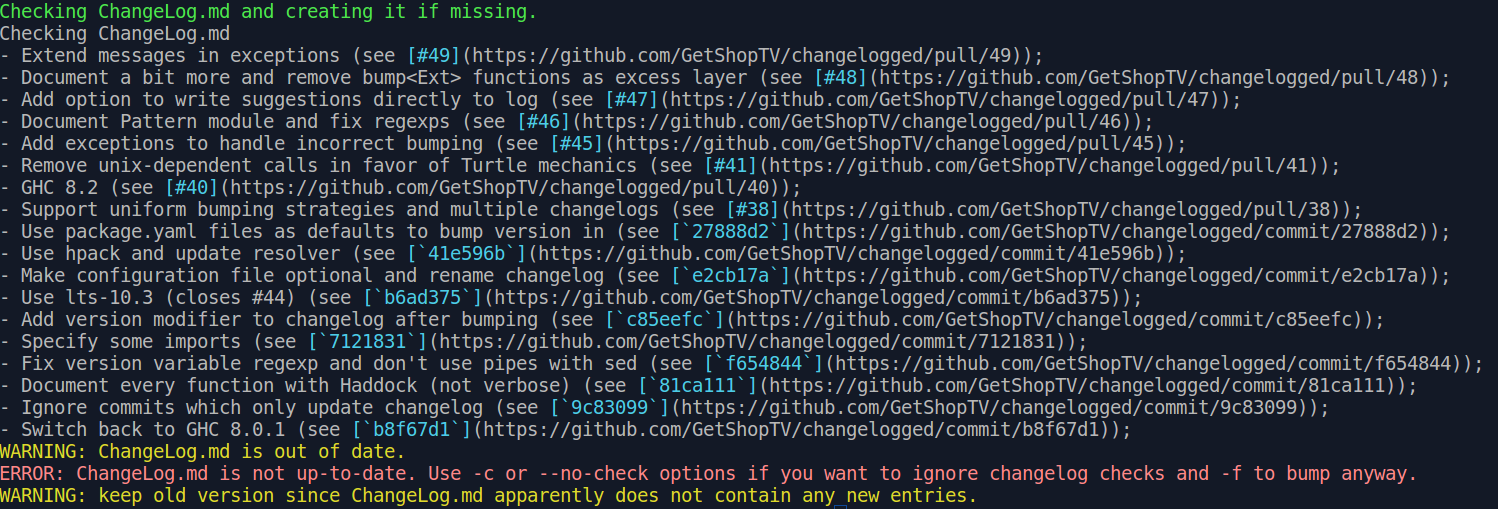 Checking ChangeLog.md and creating it if missing.
Checking ChangeLog.md
- Extend messages in exceptions (see [#49](https://github.com/GetShopTV/changelogged/pull/49));
- Document a bit more and remove bump<Ext> functions as excess layer (see [#48](https://github.com/GetShopTV/changelogged/pull/48));
- Add option to write suggestions directly to log (see [#47](https://github.com/GetShopTV/changelogged/pull/47));
- Document Pattern module and fix regexps (see [#46](https://github.com/GetShopTV/changelogged/pull/46));
- Add exceptions to handle incorrect bumping (see [#45](https://github.com/GetShopTV/changelogged/pull/45));
- Remove unix-dependent calls in favor of Turtle mechanics (see [#41](https://github.com/GetShopTV/changelogged/pull/41));
- GHC 8.2 (see [#40](https://github.com/GetShopTV/changelogged/pull/40));
- Support uniform bumping strategies and multiple changelogs (see [#38](https://github.com/GetShopTV/changelogged/pull/38));
- Use package.yaml files as defaults to bump version in (see [`27888d2`](https://github.com/GetShopTV/changelogged/commit/27888d2));
- Use hpack and update resolver (see [`41e596b`](https://github.com/GetShopTV/changelogged/commit/41e596b));
- Make configuration file optional and rename changelog (see [`e2cb17a`](https://github.com/GetShopTV/changelogged/commit/e2cb17a));
- Use lts-10.3 (closes #44) (see [`b6ad375`](https://github.com/GetShopTV/changelogged/commit/b6ad375));
- Add version modifier to changelog after bumping (see [`c85eefc`](https://github.com/GetShopTV/changelogged/commit/c85eefc));
- Specify some imports (see [`7121831`](https://github.com/GetShopTV/changelogged/commit/7121831));
- Fix version variable regexp and don't use pipes with sed (see [`f654844`](https://github.com/GetShopTV/changelogged/commit/f654844));
- Document every function with Haddock (not verbose) (see [`81ca111`](https://github.com/GetShopTV/changelogged/commit/81ca111));
- Ignore commits which only update changelog (see [`9c83099`](https://github.com/GetShopTV/changelogged/commit/9c83099));
- Switch back to GHC 8.0.1 (see [`b8f67d1`](https://github.com/GetShopTV/changelogged/commit/b8f67d1));
WARNING: ChangeLog.md is out of date.
ERROR: ChangeLog.md is not up-to-date. Use -c or --no-check options if you want to ignore changelog checks and -f to bump anyway.
WARNING: keep old version since ChangeLog.md apparently does not contain any new entries.